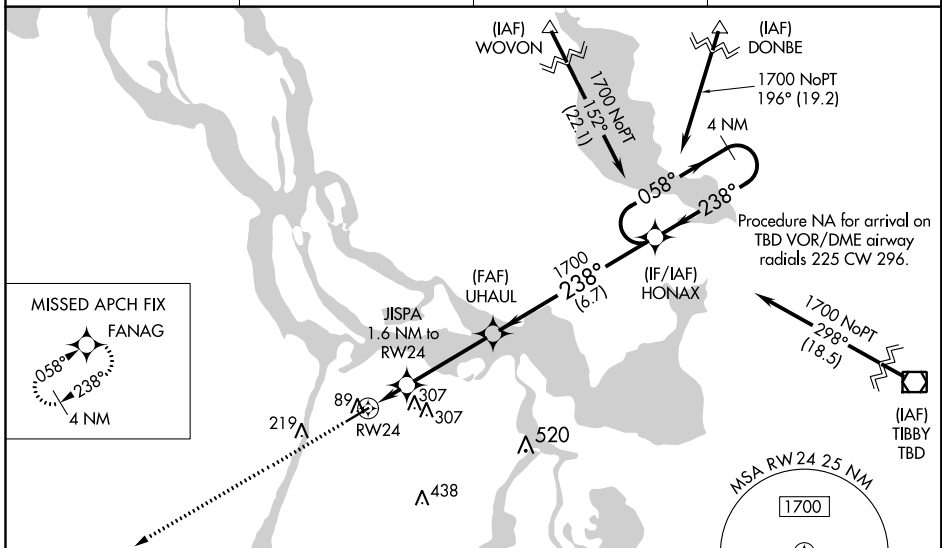 (IAF)
WOVON
(IAF)
DONBE
1700 NoPT
152°
(22.1)
1700 NoPT
196° (19.2)
4 NM
058°
238°
Procedure NA for arrival on
TBD VOR/DME airway
radials 225 CW 296.
1700
238°
(6.7)
(IF/IAF)
HONAX
(FAF)
UHAUL
JISPA
1.6 NM to
RW24
MISSED APCH FIX
FANAG
058°
238°
4 NM
1700 NoPT
298°
(18.5)
(IAF)
TIBBY
TBD
89
307
307
RW24
219
520
438
MSA RW24 25 NM
1700